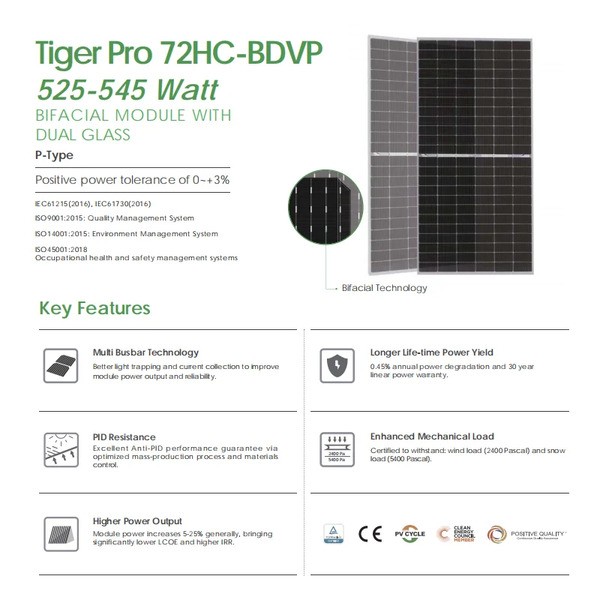 Tiger Pro 72HC-BDVP
525-545 Watt
BIFACIAL MODULE WITH
DUAL GLASS
P-Type
Positive power tolerance of 0~+3%
IEC61215(2016), IEC61730(2016)
ISO9001:2015: Quality Management System
ISO14001:2015: Environment Management System
ISO45001:2018
Occupational health and safety management systems
Bifacial Technology
Key Features
Multi Busbar Technology
Better light trapping and current collection to improve
module power output and reliability.
Longer Life-time Power Yield
0.45% annual power degradation and 30 year
linear power warranty.
PID Resistance
Excellent Anti-PID performance guarantee via
optimized mass-production process and materials
control.
2400 Pa
5400 Pa
Enhanced Mechanical Load
Certified to withstand: wind load (2400 Pascal) and snow
load (5400 Pascal).
Higher Power Output
Module power increases 5-25% generally, bringing
significantly lower LCOE and higher IRR.
CE
PV CYCLE
CLEAN
ENERGY
COUNCIL
MEMBER
POSITIVE QUALITY